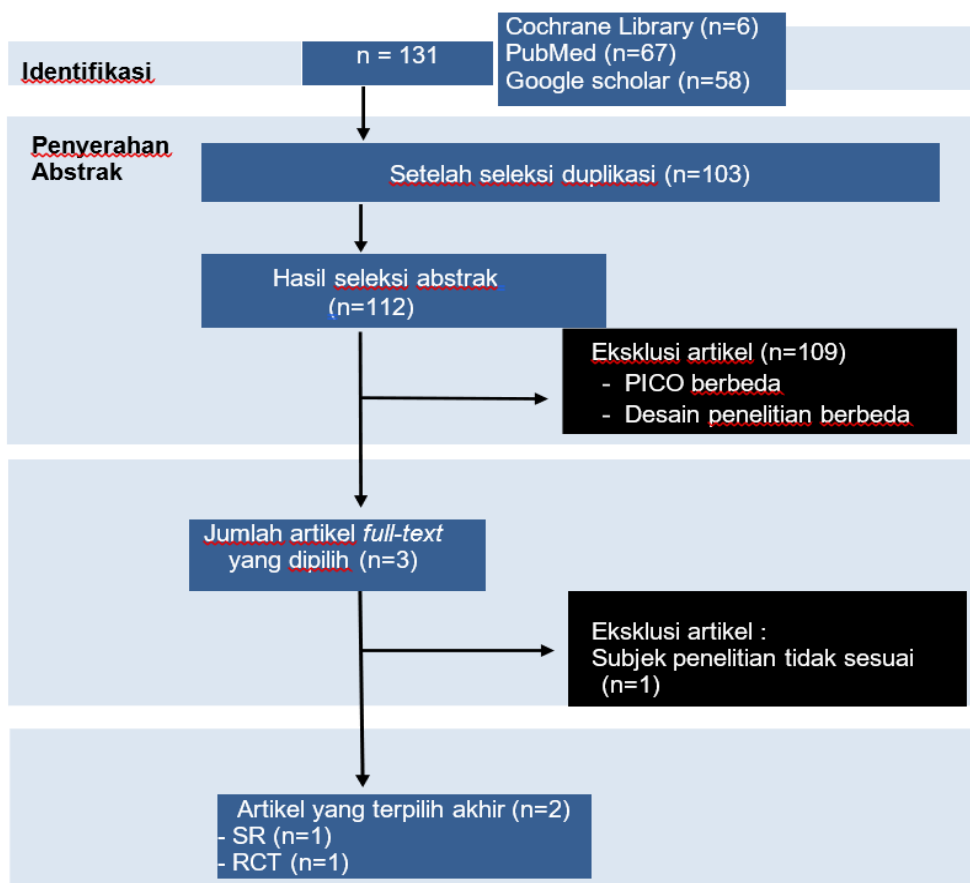 Identifikasi
n = 131
Cochrane Library (n=6)
PubMed (n=67)
Google scholar (n=58)
Penyerahan
Abstrak
Setelah seleksi duplikasi (n=103)
Hasil seleksi abstrak
(n=112)
Eksklusi artikel (n=109)
- PICO berbeda
- Desain penelitian berbeda
Jumlah artikel full-text
yang dipilih (n=3)
Eksklusi artikel :
Subjek penelitian tidak sesuai
(n=1)
Artikel yang terpilih akhir (n=2)
- SR (n=1)
- RCT (n=1)